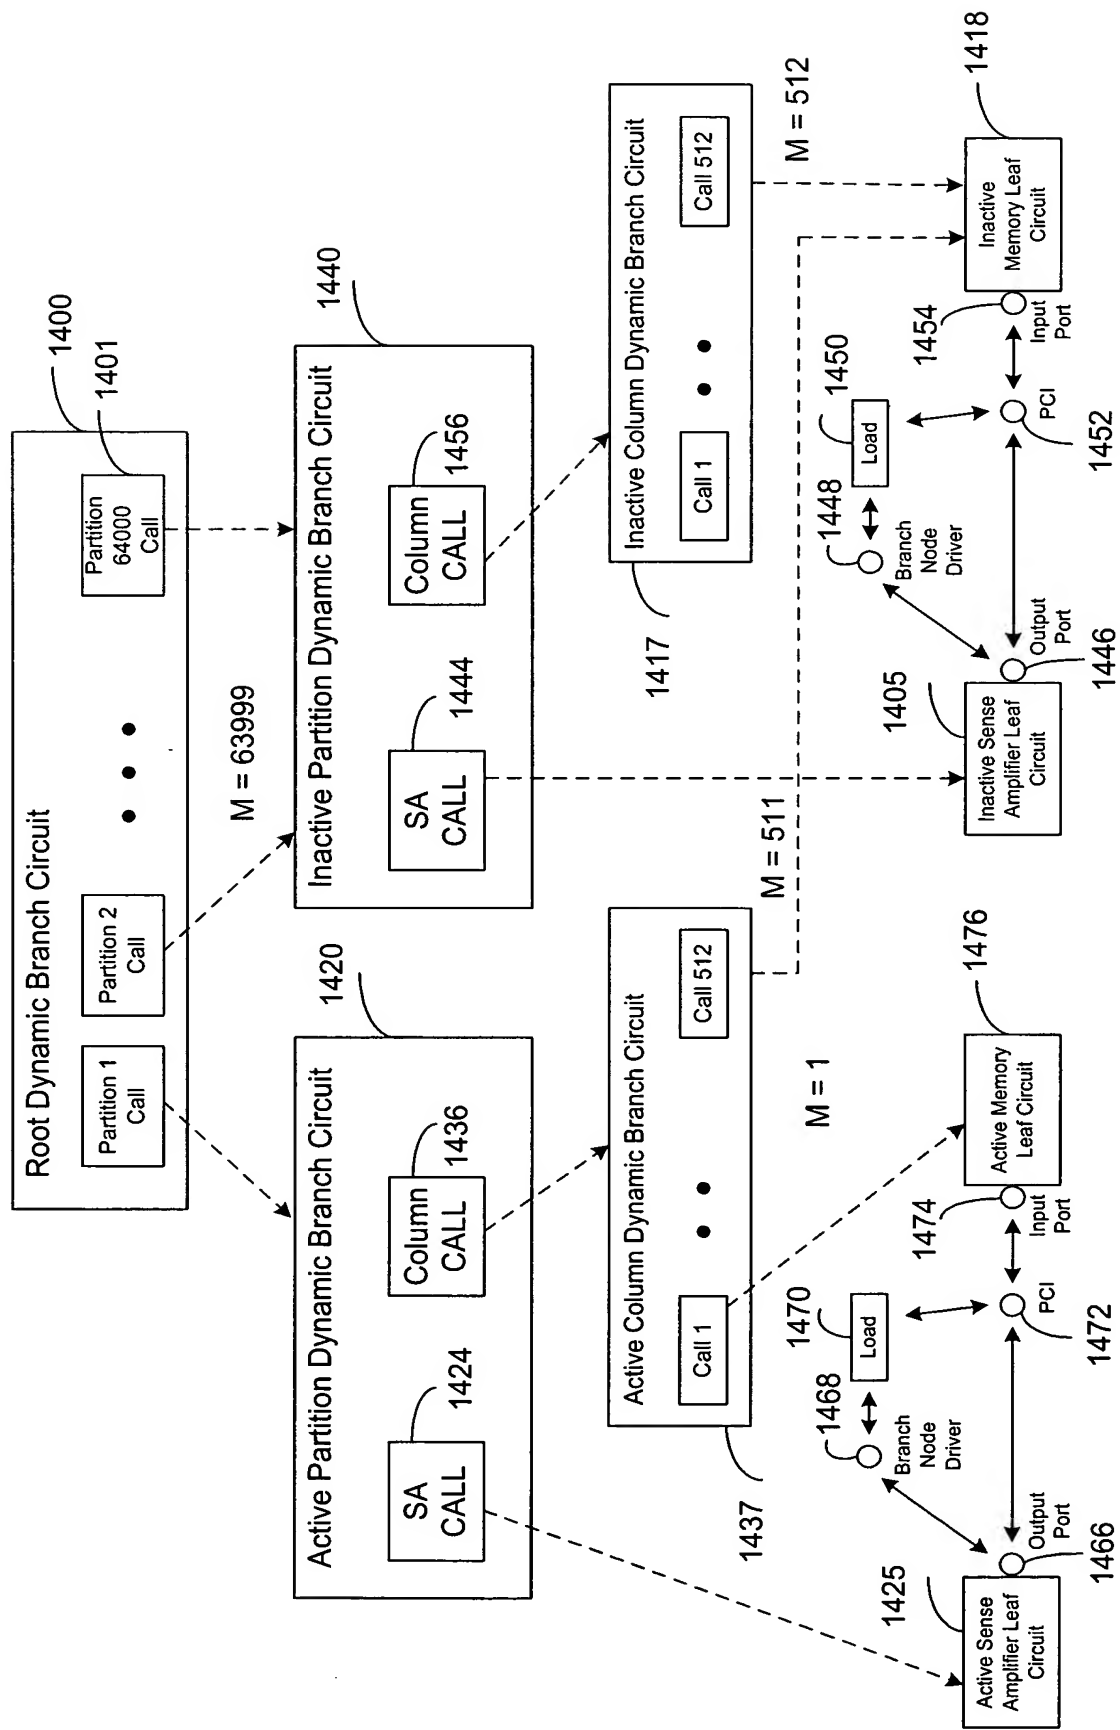 Root Dynamic Branch Circuit
1400
1401
Partition 1
Call
Partition 2
Call
Partition
64000
Call
M = 63999
1420
1440
Active Partition Dynamic Branch Circuit
SA
CALL
1424
Column
CALL
1436
Inactive Partition Dynamic Branch Circuit
SA
CALL
1444
Column
CALL
1456
Active Column Dynamic Branch Circuit
Call 1
Call 512
1437
Inactive Column Dynamic Branch Circuit
Call 1
Call 512
1417
M = 511
M = 512
M = 1
1425
Active Sense
Amplifier Leaf
Circuit
Output
Port
1466
Branch
Node
Driver
1468
Load
1470
PCI
1472
Input
Port
1474
Active Memory
Leaf Circuit
1476
1405
Inactive Sense
Amplifier Leaf
Circuit
Output
Port
1446
Branch
Node
Driver
1448
Load
1450
PCI
1452
Input
Port
1454
Inactive
Memory Leaf
Circuit
1418